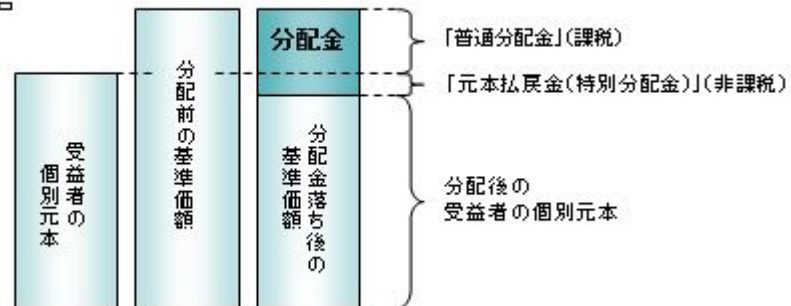 受益者の
個別元本
分配前の基準価額
分配金
分配金落ち後の
基準価額
「普通分配金」(課税)
「元本払戻金(特別分配金)」(非課税)
分配後の
受益者の個別元本